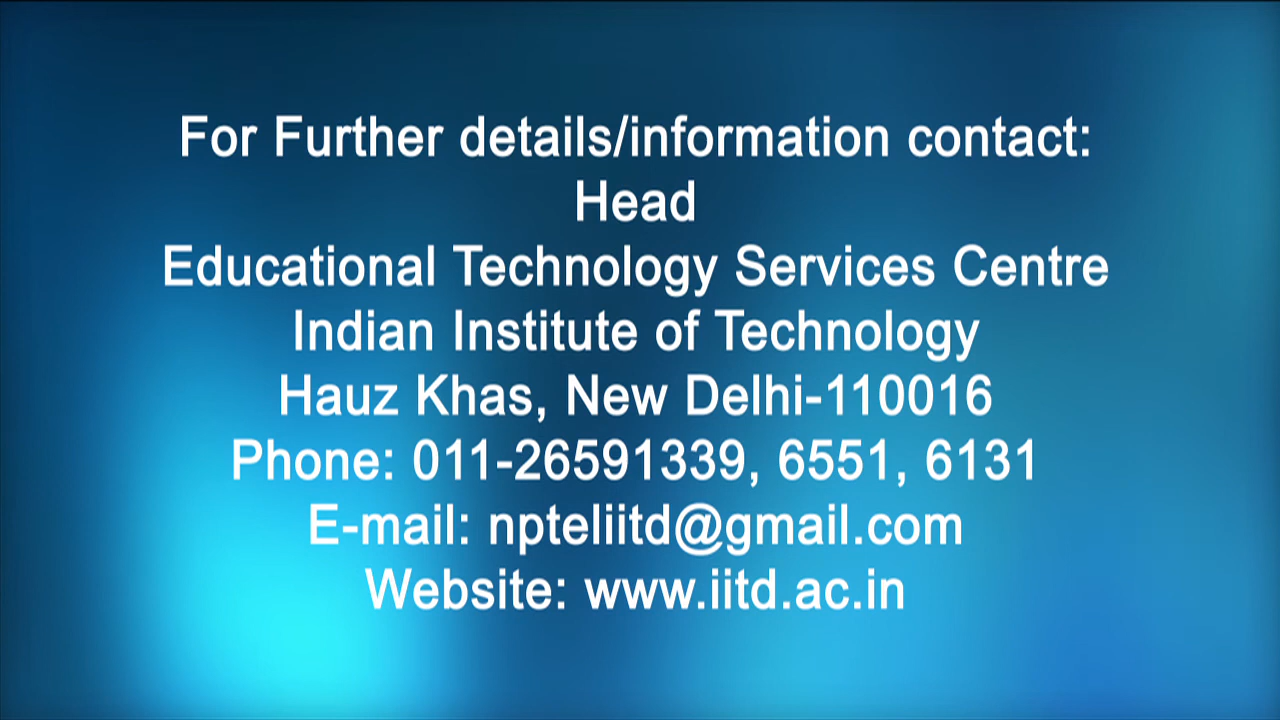 For Further details/information contact:
Head
Educational Technology Services Centre
Indian Institute of Technology
Hauz Khas, New Delhi-110016
Phone: 011-26591339, 6551, 6131
E-mail: npteliitd@gmail.com
Website: www.iitd.ac.in